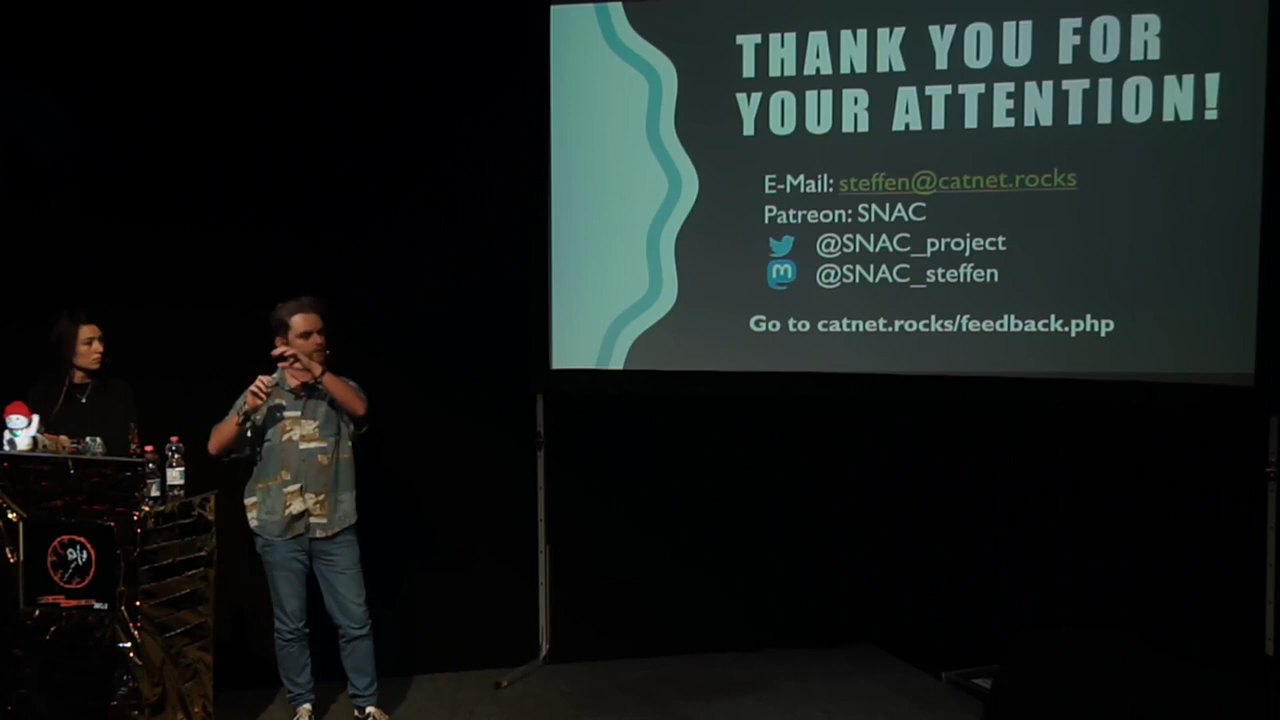 THANK YOU FOR
YOUR ATTENTION!
E-Mail: steffen@catnet.rocks
Patreon: SNAC
@SNAC_project
@SNAC_steffen
Go to catnet.rocks/feedback.php